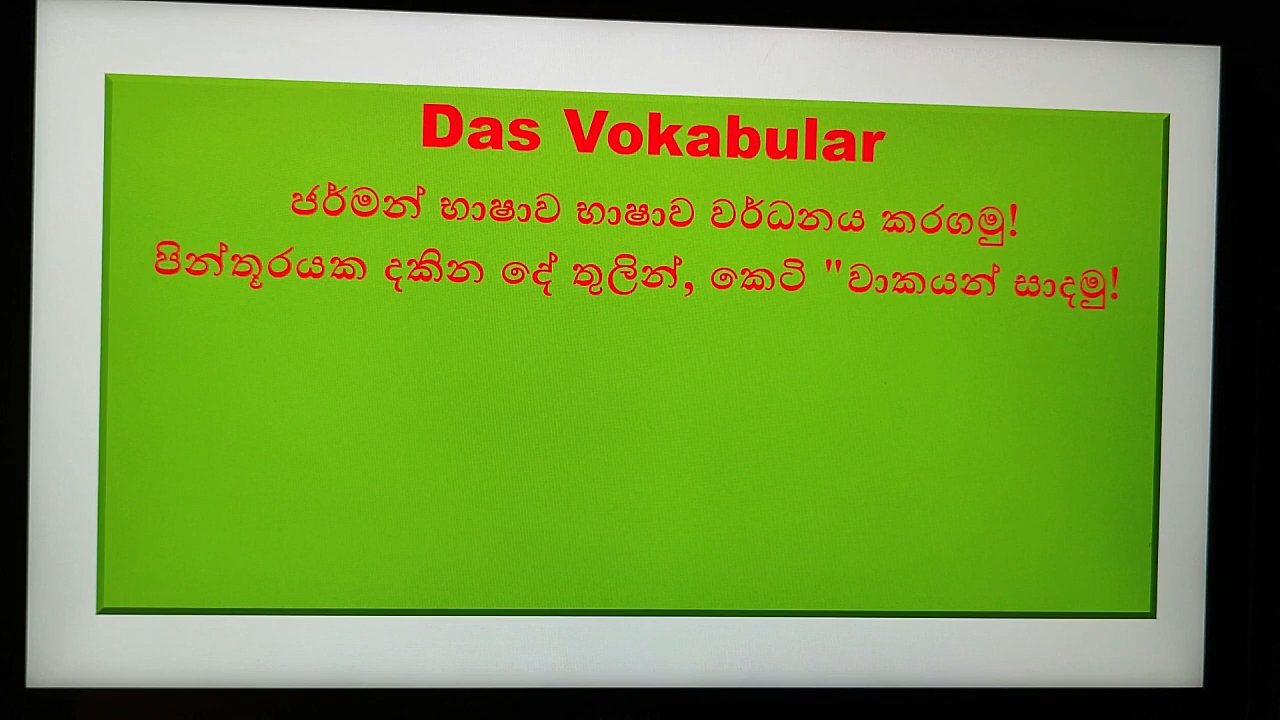 Das Vokabular
ජර්මන් භාෂාව භාෂාව වර්ධනය කරගමු!
පින්තූරයක දකින දේ තුලින්, කෙටි "වාකයන් සාදමු!